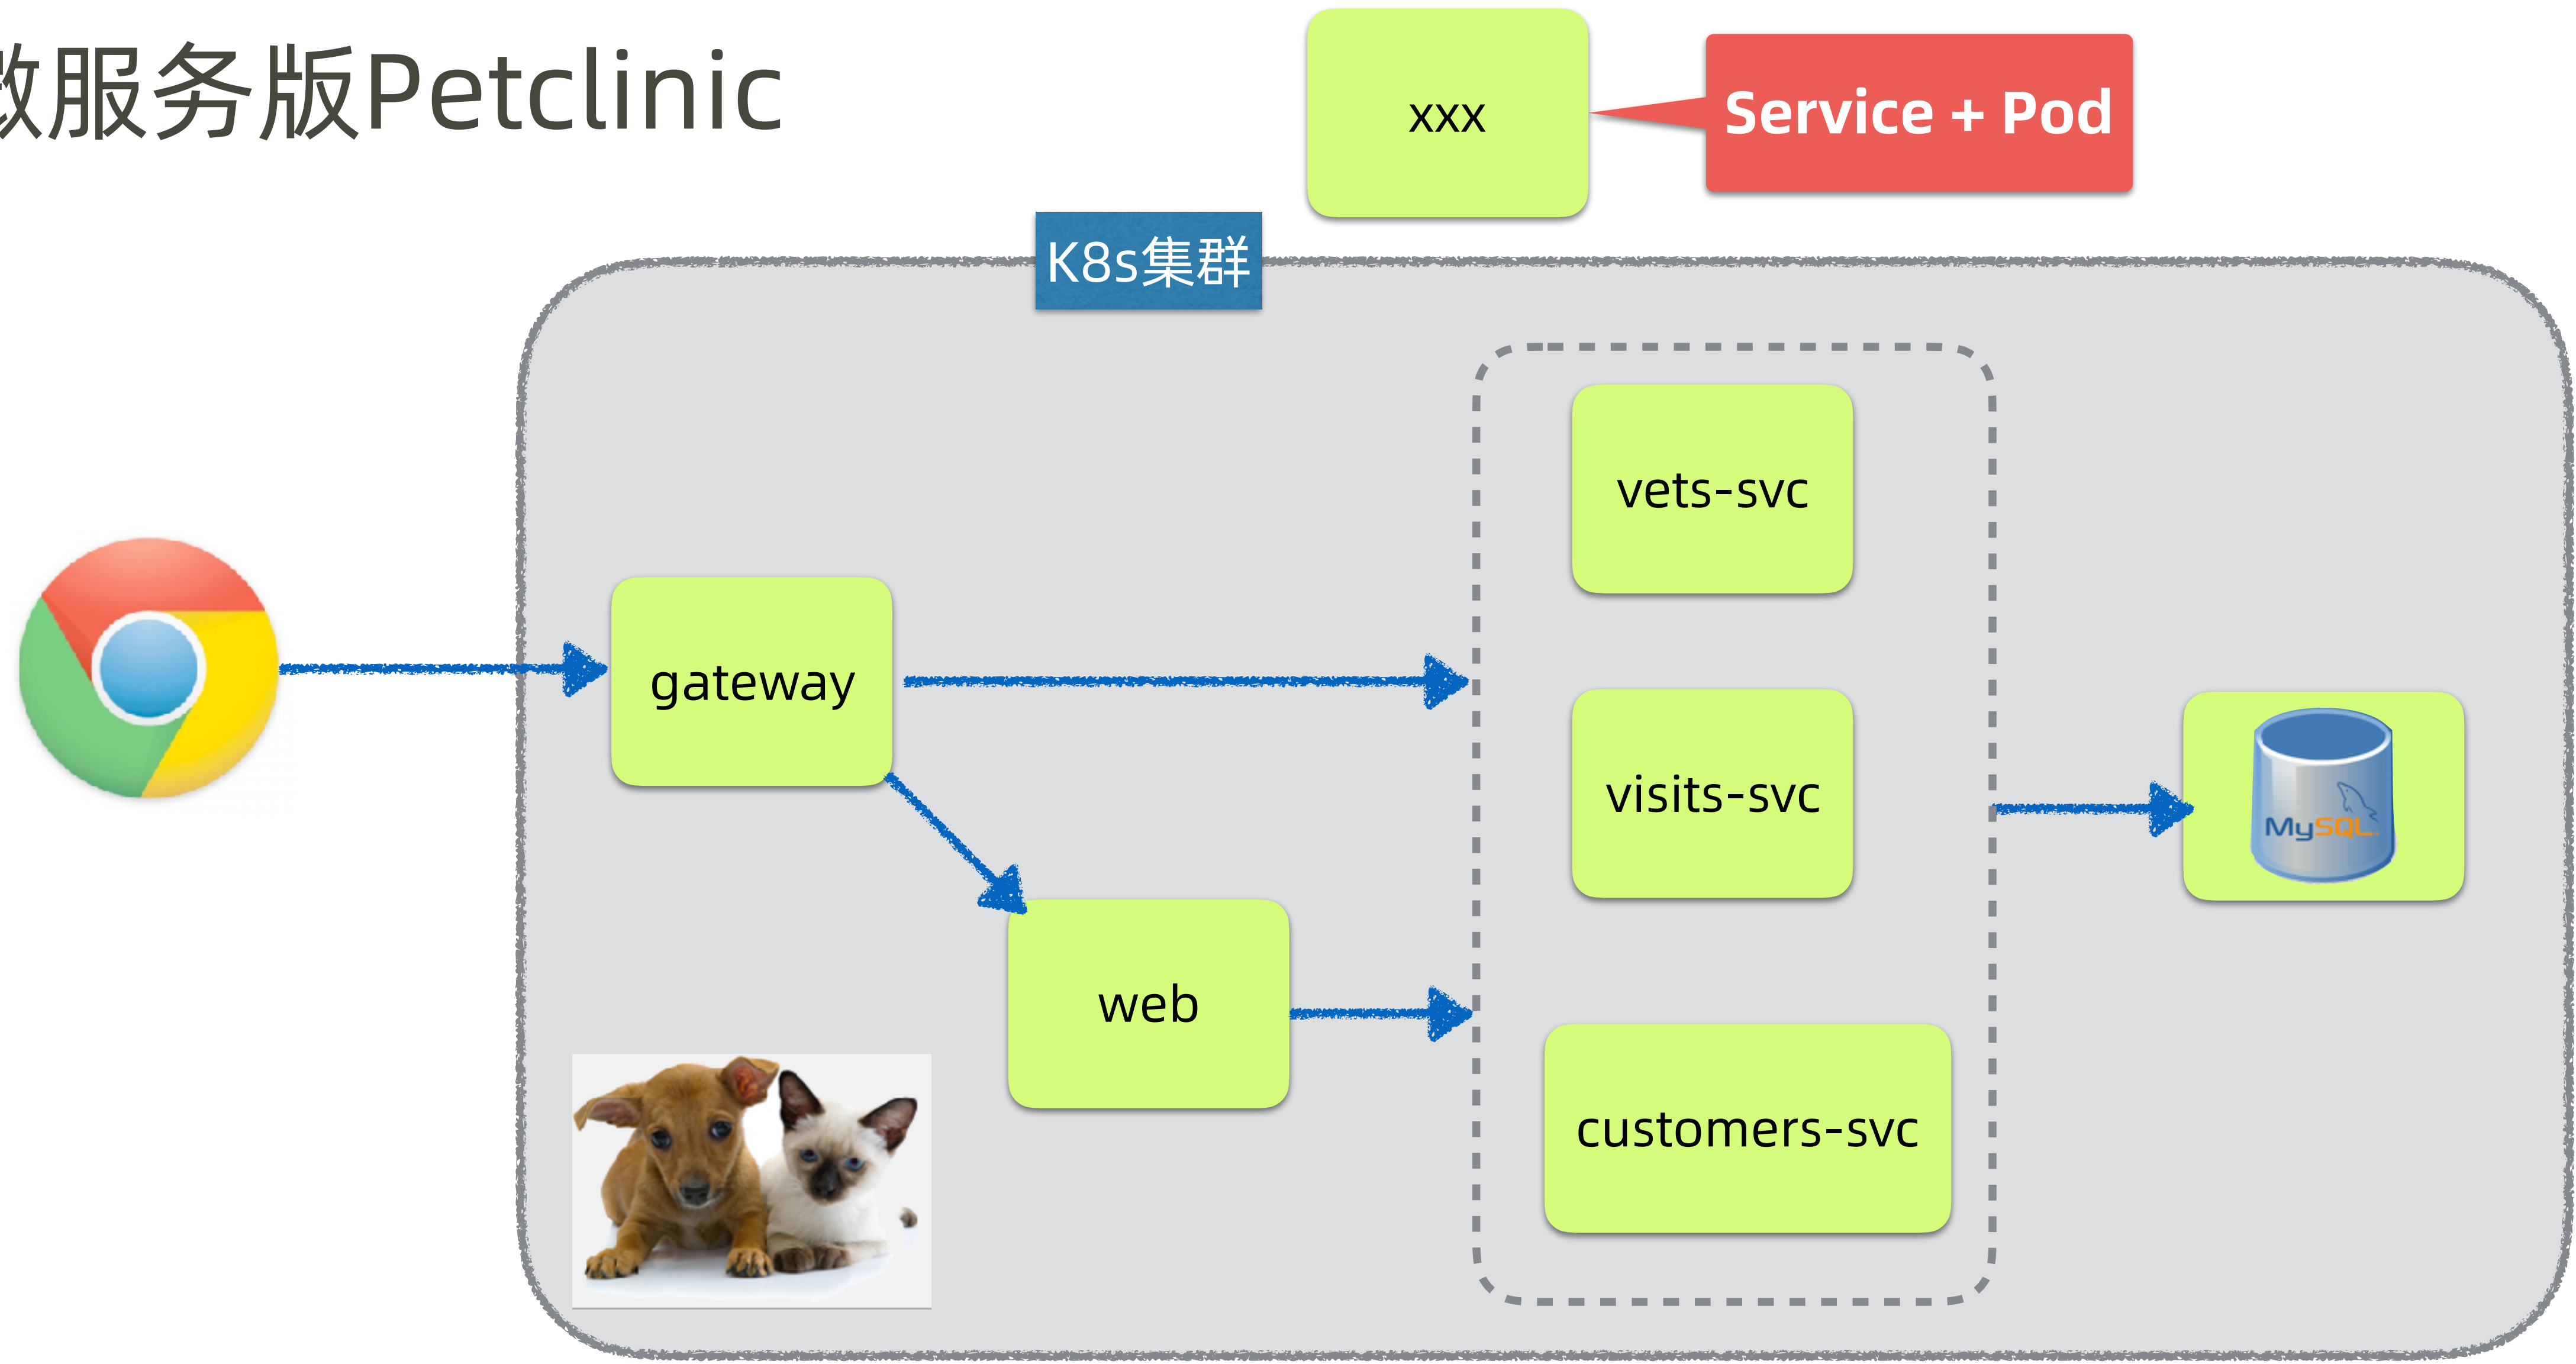 微服务版Petclinic
xxx
Service + Pod
K8s集群
vets-svc
gateway
visits-svc
MySQL
web
customers-svc